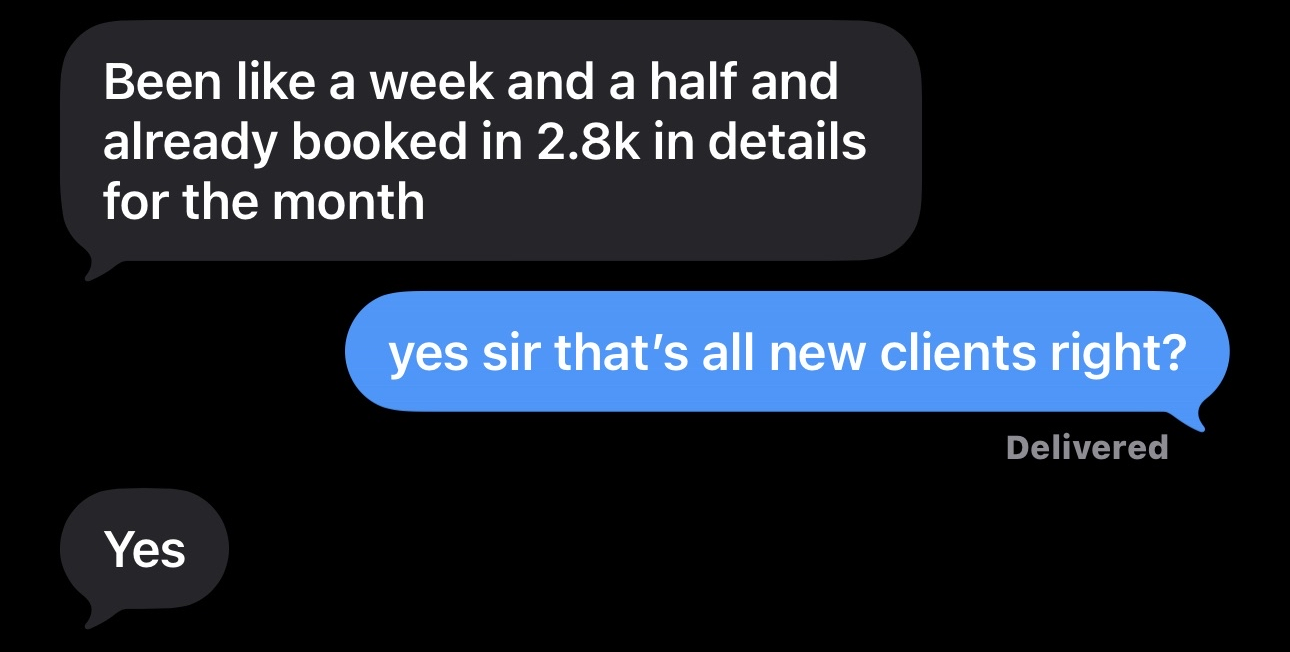 Been like a week and a half and
already booked in 2.8k in details
for the month
yes sir that’s all new clients right?
Delivered
Yes